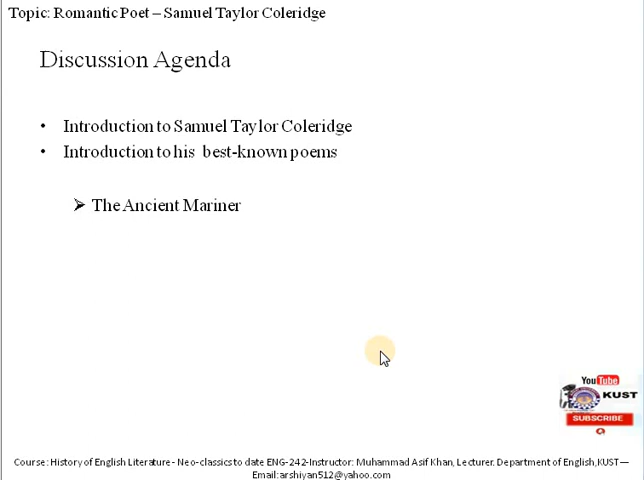 Topic: Romantic Poet – Samuel Taylor Coleridge
Discussion Agenda
• Introduction to Samuel Taylor Coleridge
• Introduction to his best-known poems
➢ The Ancient Mariner
YouTube
KUST
SUBSCRIBE
Course: History of English Literature- Neo-classics to date ENG-242-Instructor: Muhammad Asif Khan, Lecturer. Department of English,KUST—
Email:arshiyan512@yahoo.com